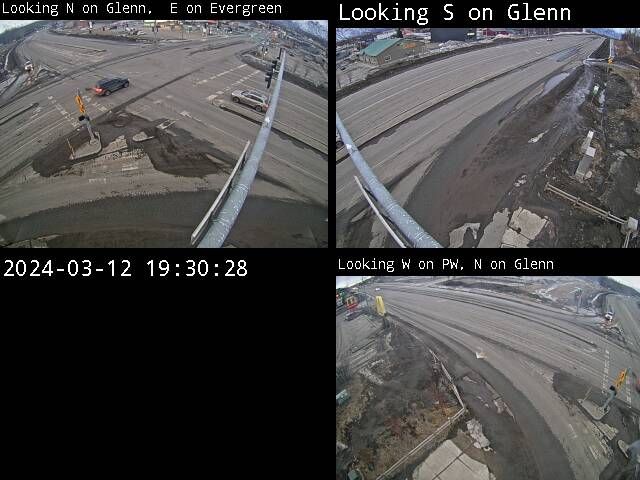 Looking N on Glenn,  E on Evergreen
Looking S on Glenn
2024-03-12 19:30:28
Looking W on PW, N on Glenn